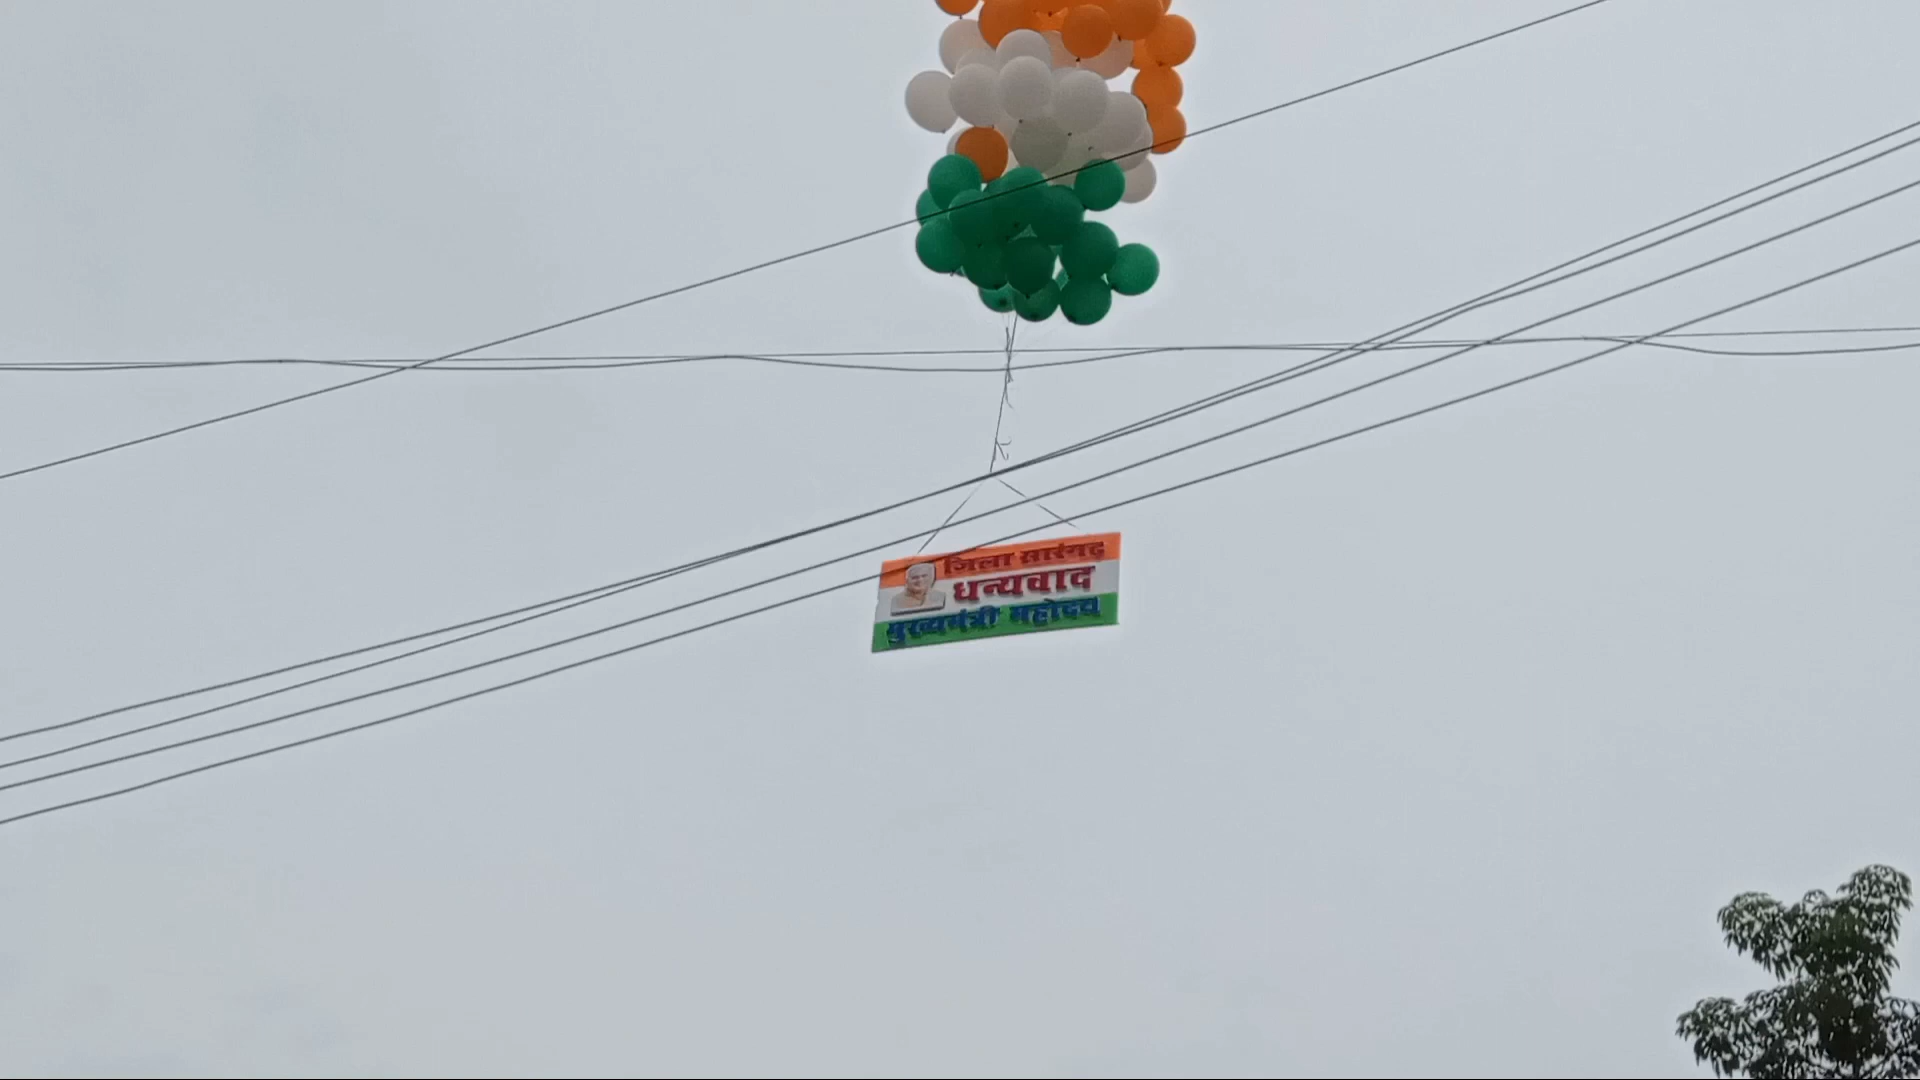 जिला सारंगढ़
धन्यवाद
मुख्यमंत्री महोदय